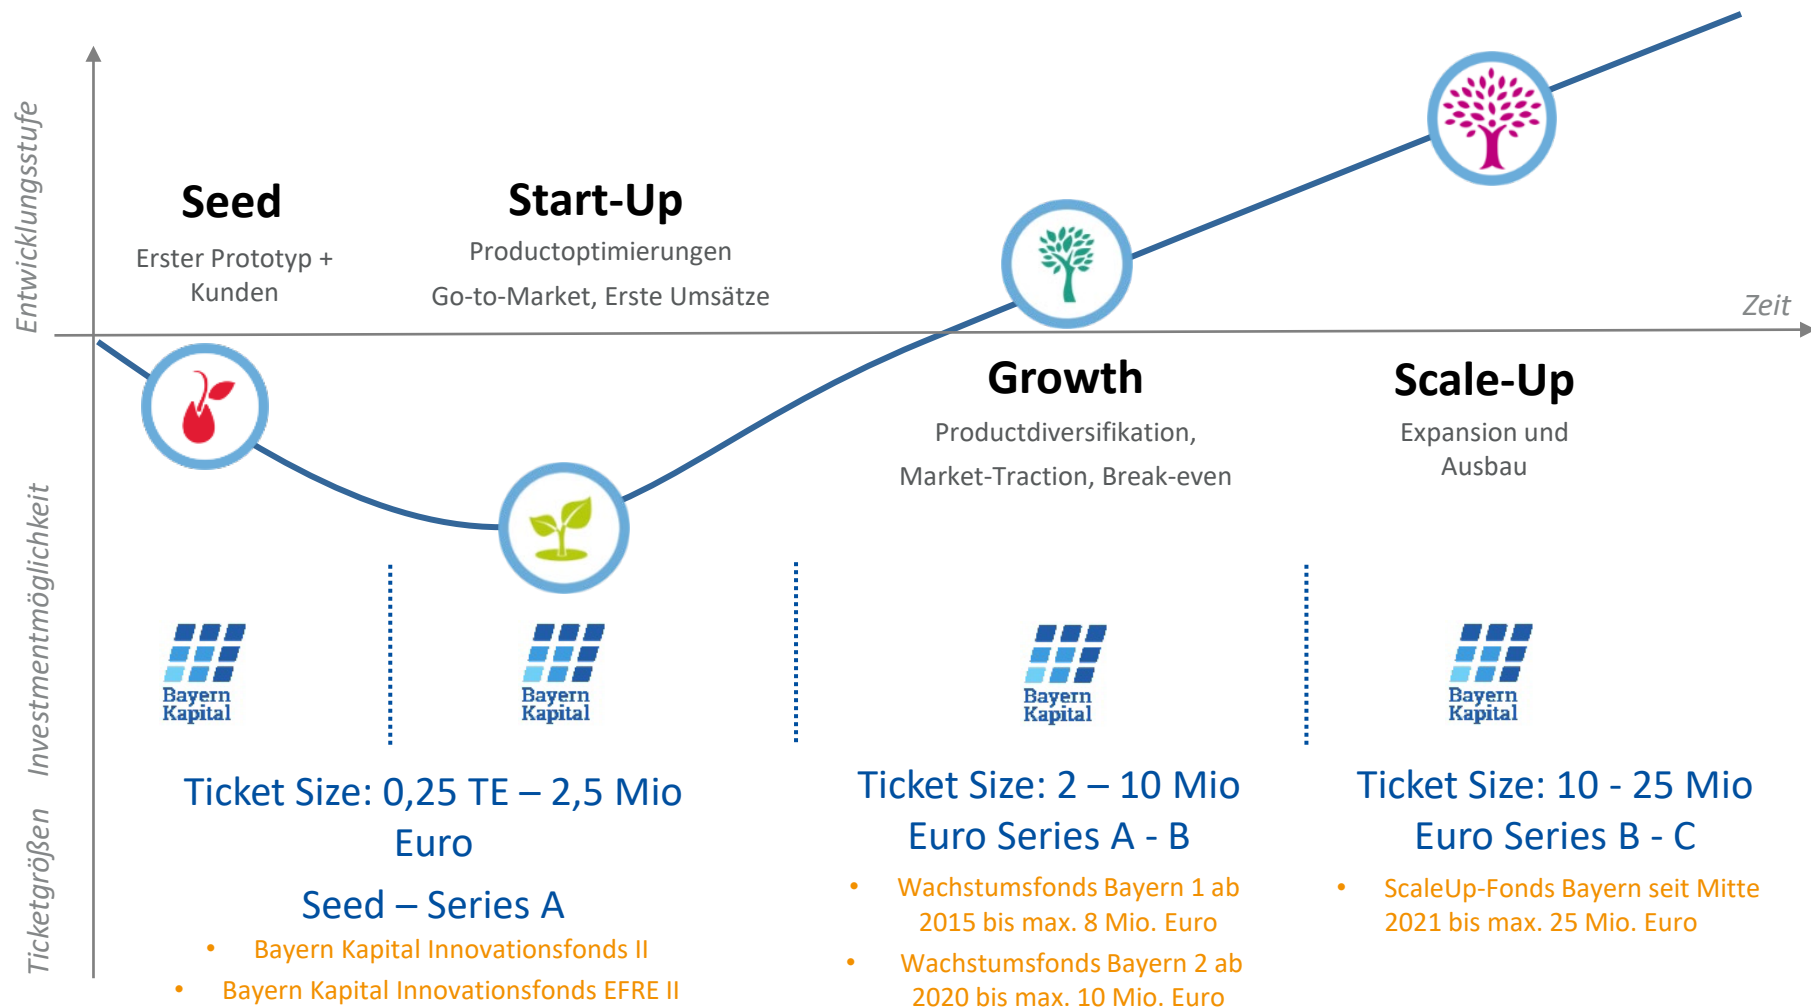 Entwicklungsstufe
Seed
Erster Prototyp +
Kunden
Start-Up
Productoptimierungen
Go-to-Market, Erste Umsätze
Zeit
Growth
Productdiversifikation,
Market-Traction, Break-even
Scale-Up
Expansion und
Ausbau
Investmentmöglichkeit
Bayern
Kapital
Bayern
Kapital
Bayern
Kapital
Bayern
Kapital
Ticketgrößen
Ticket Size: 0,25 TE – 2,5 Mio
Euro
Seed – Series A
• Bayern Kapital Innovationsfonds II
• Bayern Kapital Innovationsfonds EFRE II
Ticket Size: 2 – 10 Mio
Euro Series A - B
• Wachstumsfonds Bayern 1 ab
2015 bis max. 8 Mio. Euro
• Wachstumsfonds Bayern 2 ab
2020 bis max. 10 Mio. Euro
Ticket Size: 10 - 25 Mio
Euro Series B - C
• ScaleUp-Fonds Bayern seit Mitte
2021 bis max. 25 Mio. Euro